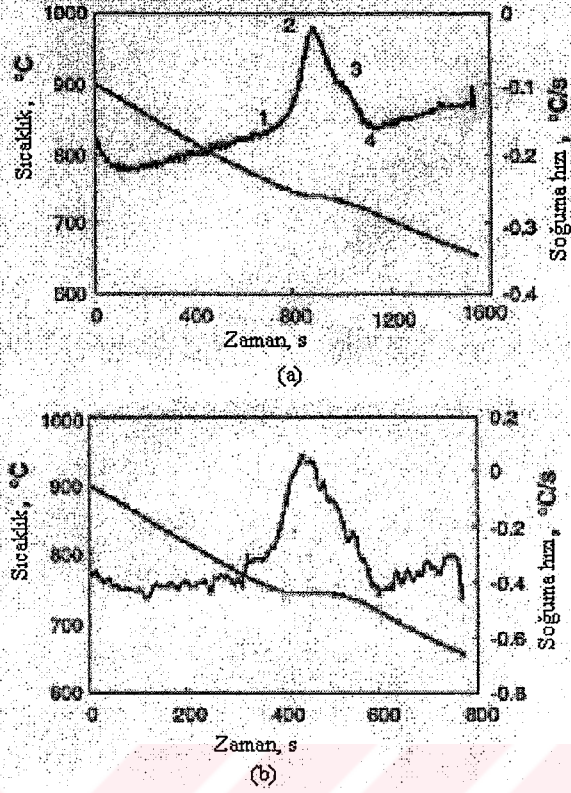 1000
900
800
700
600
0
-0.1
-0.2
-0.3
-0.4
Sıcaklık, °C
Soğuma hızı, °C/s
1
2
3
4
0 400 800 1200 1600
Zaman, s
(a)
1000
900
800
700
600
0.2
0
-0.2
-0.4
-0.6
-0.8
Sıcaklık, °C
Soğuma hızı, °C/s
0 200 400 600 800
Zaman, s
(b)